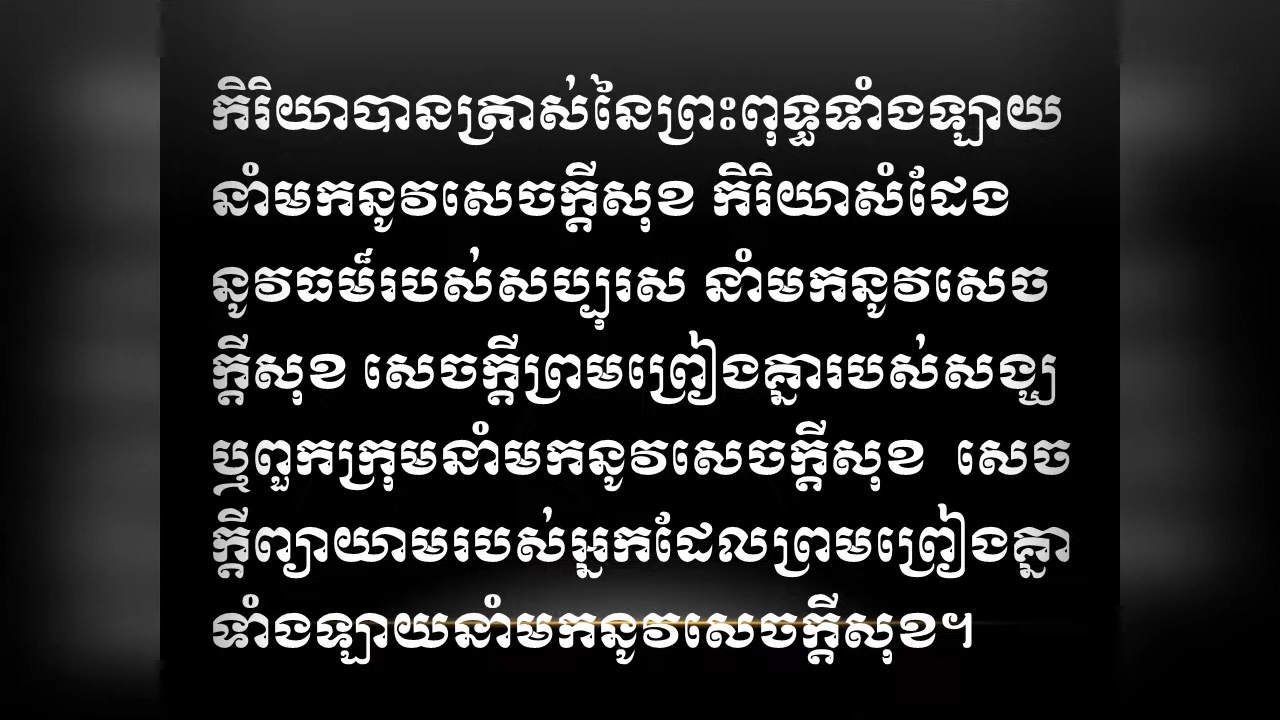 កិរិយាបានត្រាស់នៃព្រះពុទ្ធទាំងឡាយ
នាំមកនូវសេចក្ដីសុខ កិរិយាសំដែង
នូវធម៌របស់សប្បុរស នាំមកនូវសេច
ក្ដីសុខ សេចក្ដីព្រមព្រៀងគ្នារបស់សង្ឃ
ឬពួកក្រុមនាំមកនូវសេចក្ដីសុខ សេច
ក្ដីព្យាយាមរបស់អ្នកដែលព្រមព្រៀងគ្នា
ទាំងឡាយនាំមកនូវសេចក្ដីសុខ។